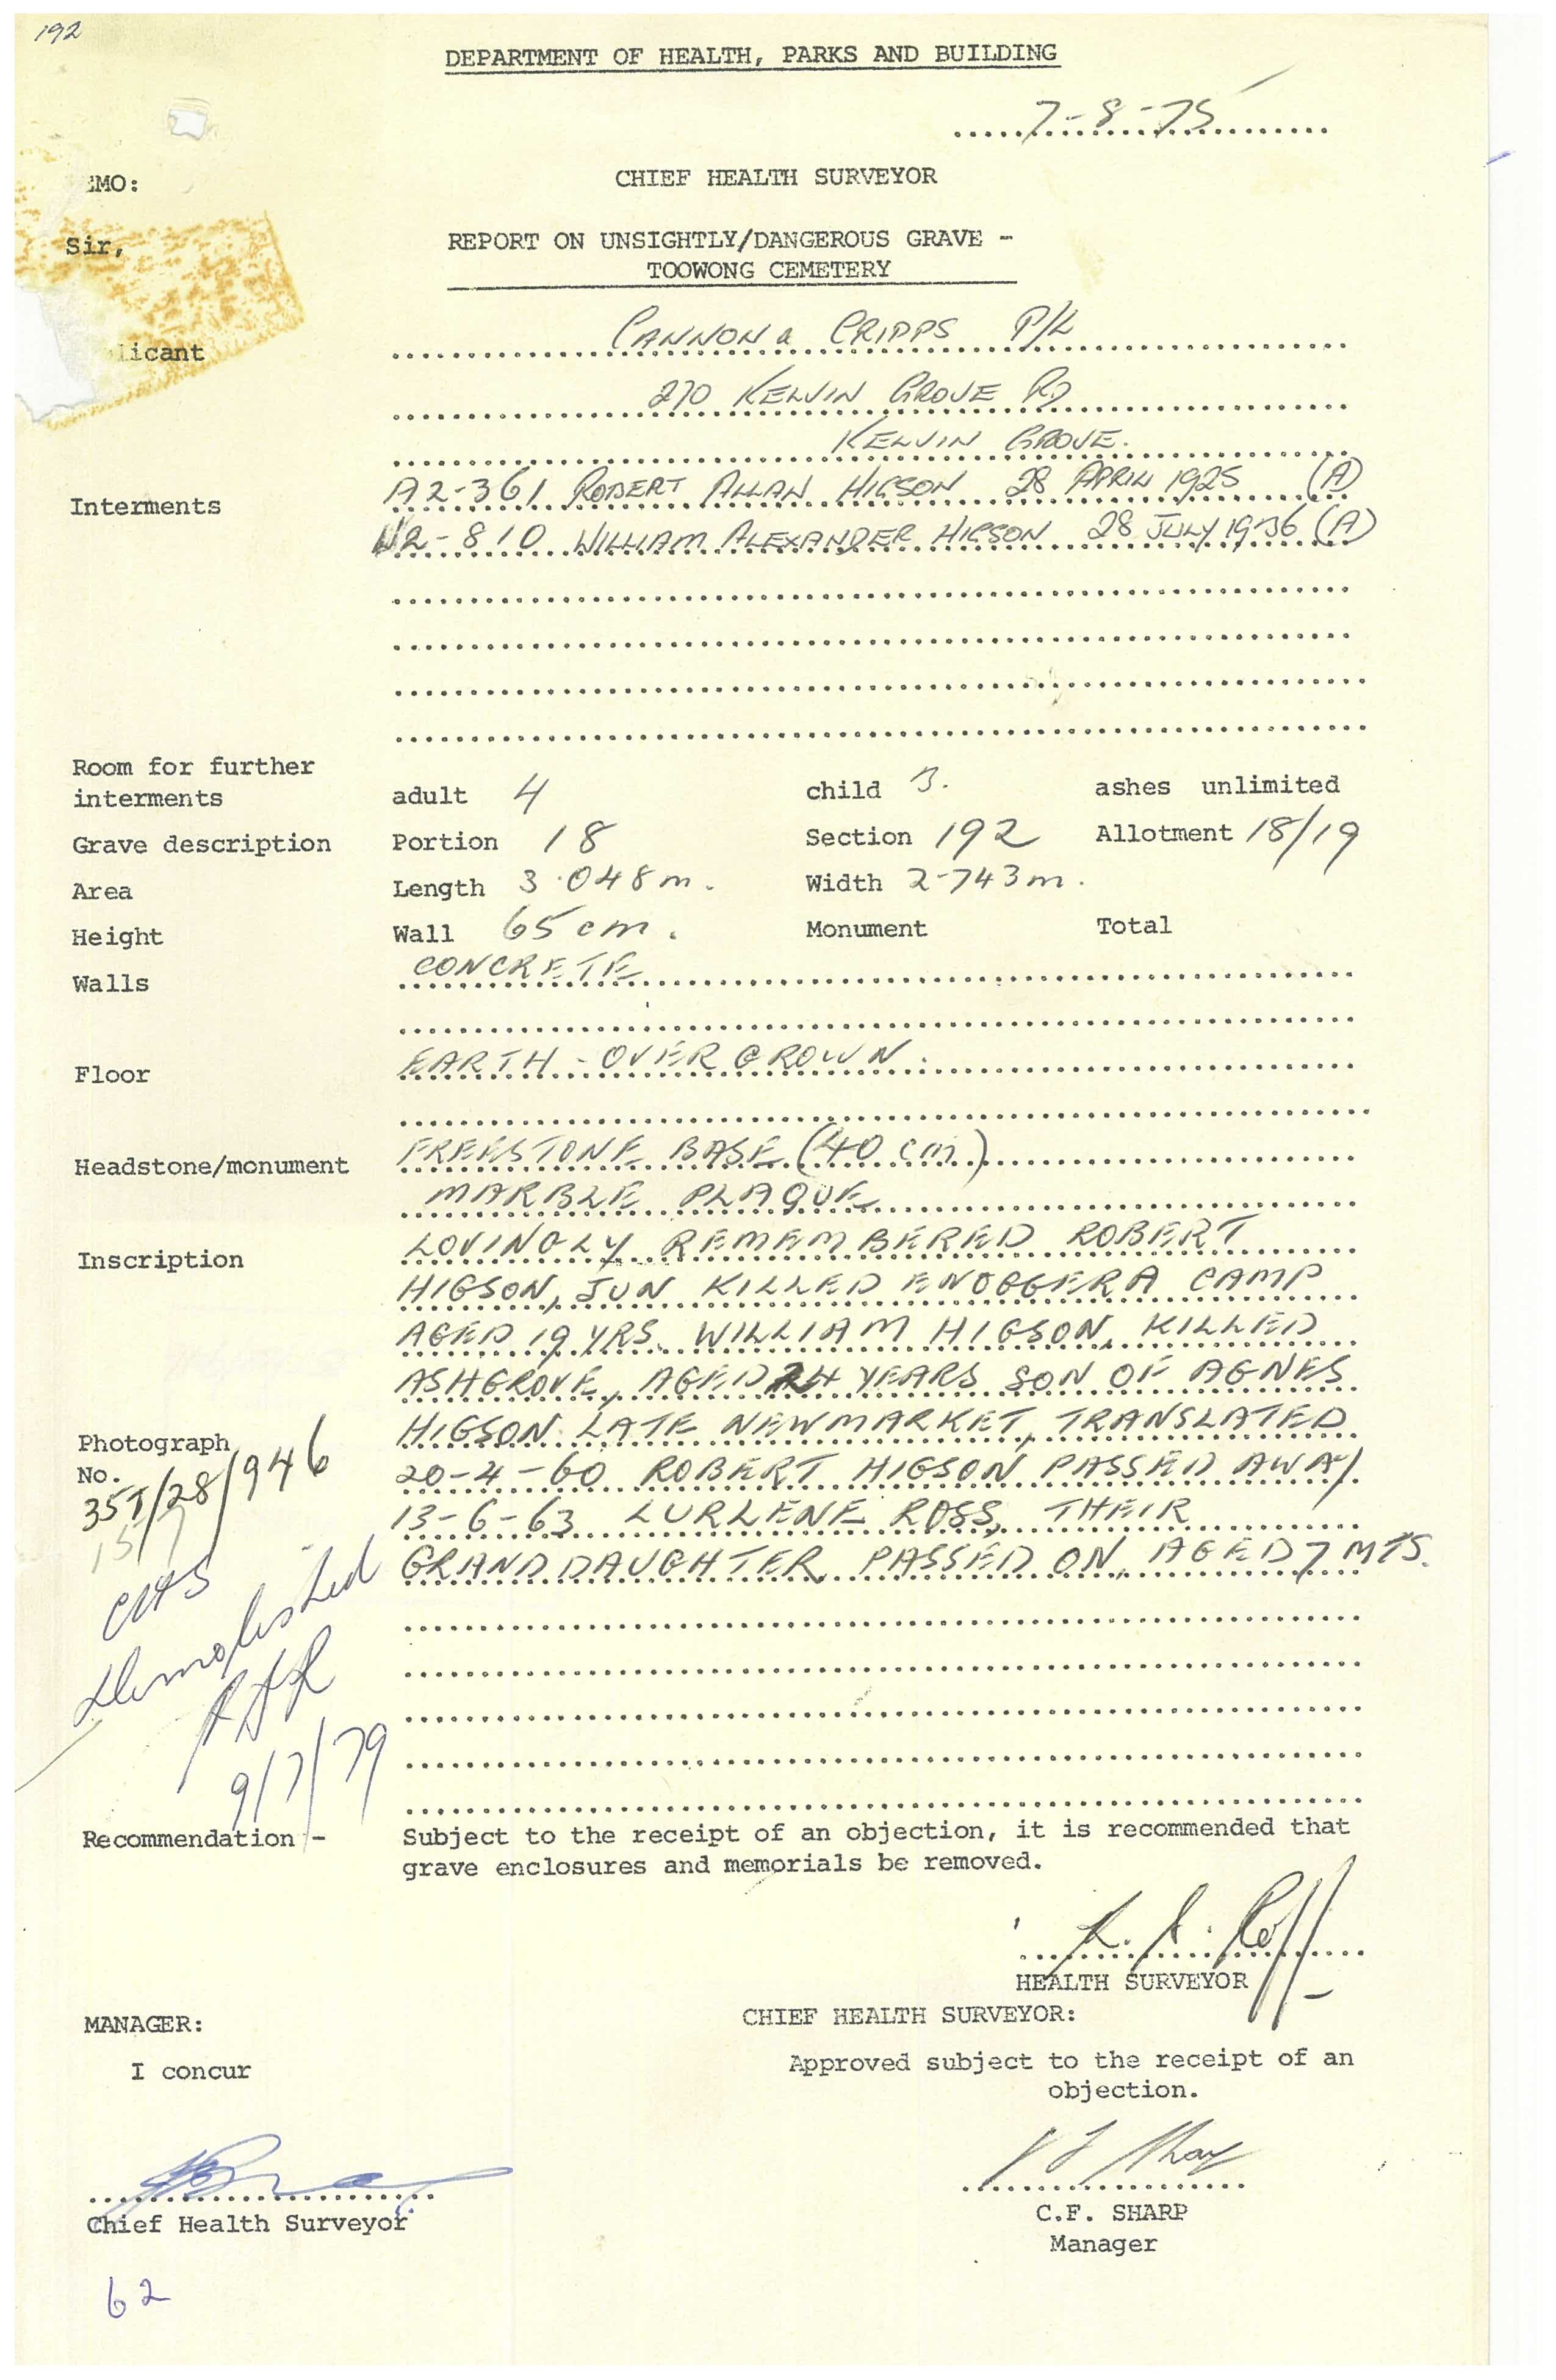 192
DEPARTMENT OF HEALTH, PARKS AND BUILDING
7-8-75
EMO:
CHIEF HEALTH SURVEYOR
Sir,
REPORT ON UNSIGHTLY/DANGEROUS GRAVE -
TOOWONG CEMETERY
licant CANNON & CRIPPS P/L
270 KELVIN GROVE RD
KELVIN GROVE.
Interments A2-361 ROBERT ALLAN HIGSON 28 APRIL 1925 (A)
810 WILLIAM ALEXANDER HIGSON 28 JULY 1936 (A)
Room for further
interments adult 4 child 3. ashes unlimited
Grave description Portion 18 Section 192 Allotment 18/19
Area Length 3.048m. Width 2.743m.
Height Wall 65 cm. Monument Total
Walls CONCRETE
Floor EARTH - OVERGROWN.
Headstone/monument FREESTONE BASE (40 cm)
MARBLE PLAQUE
Inscription LOVINGLY REMEMBERED ROBERT
HIGSON, JUN KILLED ENOGGERA CAMP
AGED 19 YRS. WILLIAM HIGSON, KILLED
ASHGROVE, AGED 24 YEARS SON OF AGNES
HIGSON LATE NEWMARKET, TRANSLATED
20-4-60 ROBERT HIGSON PASSED AWAY
13-6-63 LURLENE ROSS, THEIR
GRANDDAUGHTER, PASSED ON, AGED 7 MTS.
Photograph
No.
35T/28/946
Demolished
9/7/79
Recommendation - Subject to the receipt of an objection, it is recommended that
grave enclosures and memorials be removed.
HEALTH SURVEYOR
MANAGER:
CHIEF HEALTH SURVEYOR:
I concur
Approved subject to the receipt of an
objection.
Chief Health Surveyor
C.F. SHARP
Manager
62